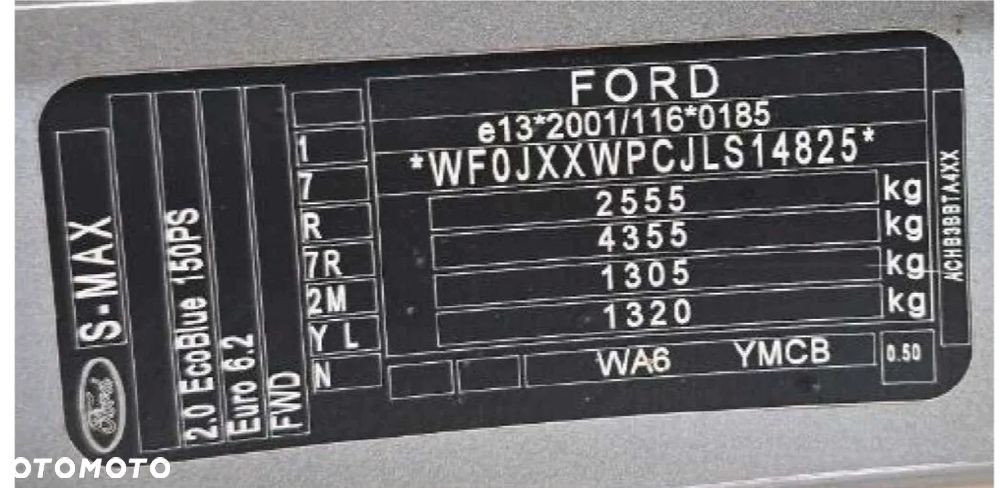 FORD
e13*2001/116*0185
*WF0JXXWPCJLS14825*
2555 kg
4355 kg
1305 kg
1320 kg
WA6 YMCB 0.50
1
7
R
7R
2M
Y L
N
S-MAX
Ford
2.0 EcoBlue 150PS
Euro 6.2
FWD
ACHB3BBTA4XX
OTOMOTO